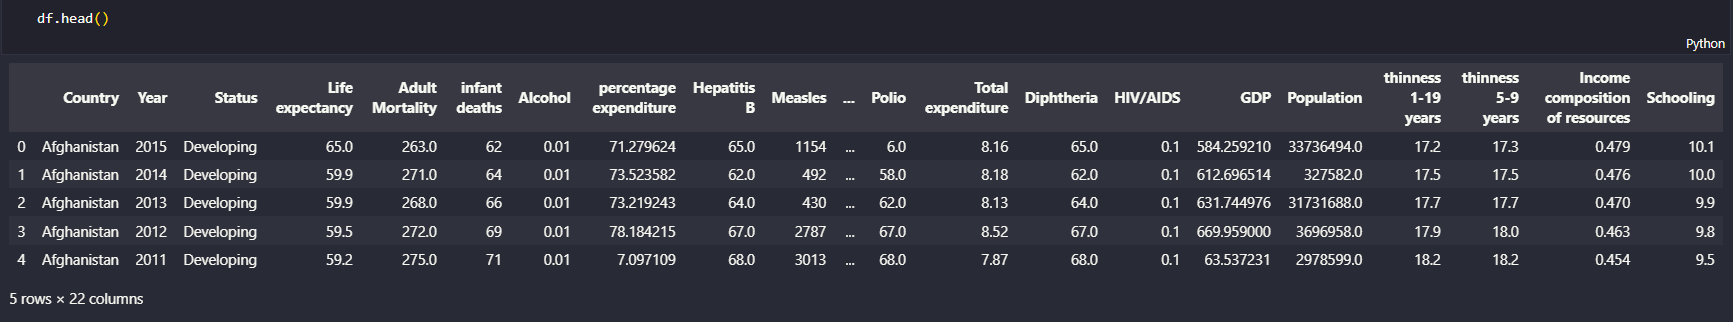 df.head()
Python
Country Year Status Life expectancy Adult Mortality infant deaths Alcohol percentage expenditure Hepatitis B Measles ... Polio Total expenditure Diphtheria HIV/AIDS GDP Population thinness 1-19 years thinness 5-9 years Income composition of resources Schooling
0 Afghanistan 2015 Developing 65.0 263.0 62 0.01 71.279624 65.0 1154 ... 6.0 8.16 65.0 0.1 584.259210 33736494.0 17.2 17.3 0.479 10.1
1 Afghanistan 2014 Developing 59.9 271.0 64 0.01 73.523582 62.0 492 ... 58.0 8.18 62.0 0.1 612.696514 327582.0 17.5 17.5 0.476 10.0
2 Afghanistan 2013 Developing 59.9 268.0 66 0.01 73.219243 64.0 430 ... 62.0 8.13 64.0 0.1 631.744976 31731688.0 17.7 17.7 0.470 9.9
3 Afghanistan 2012 Developing 59.5 272.0 69 0.01 78.184215 67.0 2787 ... 67.0 8.52 67.0 0.1 669.959000 3696958.0 17.9 18.0 0.463 9.8
4 Afghanistan 2011 Developing 59.2 275.0 71 0.01 7.097109 68.0 3013 ... 68.0 7.87 68.0 0.1 63.537231 2978599.0 18.2 18.2 0.454 9.5
5 rows × 22 columns